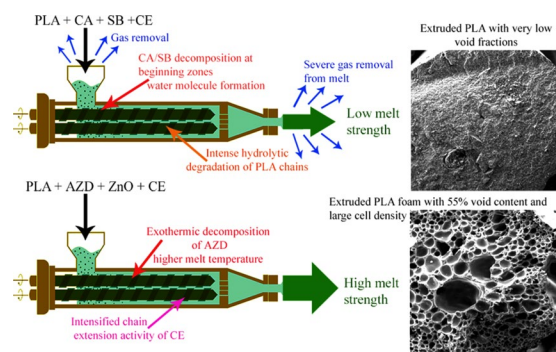 PLA + CA + SB +CE
Gas removal
CA/SB decomposition at
beginning zones
water molecule formation
Severe gas removal
from melt
Low melt
strength
Intense hydrolytic
degradation of PLA chains
Extruded PLA with very low
void fractions
PLA + AZD + ZnO + CE
Exothermic decomposition
of AZD
higher melt temperature
High melt
strength
Intensified chain
extension activity of CE
Extruded PLA foam with 55% void content and
large cell density